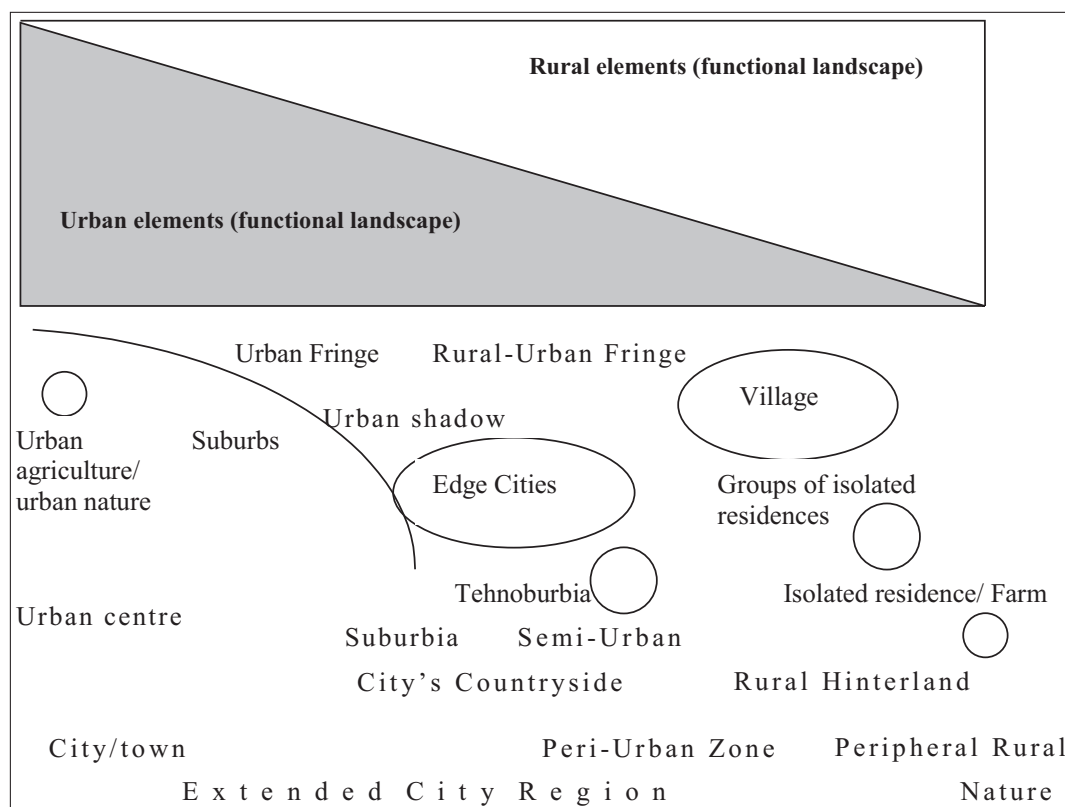 Rural elements (functional landscape)
Urban elements (functional landscape)
Urban Fringe
Rural-Urban Fringe
Village
Urban shadow
Urban
agriculture/
urban nature
Suburbs
Edge Cities
Groups of isolated
residences
Tehnoburbia
Isolated residence/ Farm
Urban centre
Suburbia
Semi-Urban
City’s Countryside
Rural Hinterland
City/town
Peri-Urban Zone
Peripheral Rural
Extended City Region
Nature